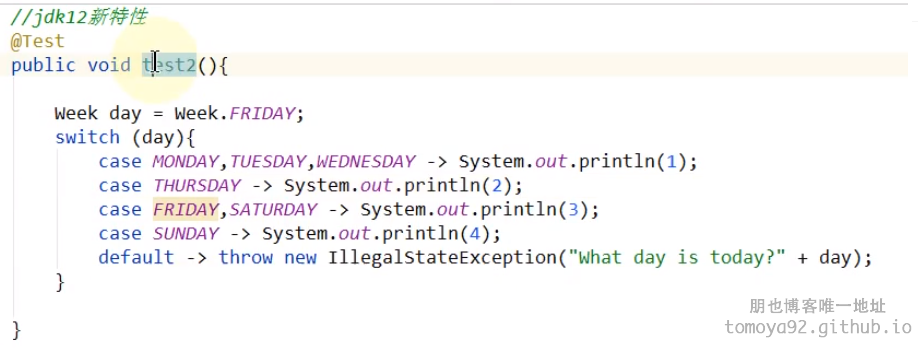 //jdk12新特性
@Test
public void test2(){
Week day = Week.FRIDAY;
switch (day){
case MONDAY,TUESDAY,WEDNESDAY -> System.out.println(1);
case THURSDAY -> System.out.println(2);
case FRIDAY,SATURDAY -> System.out.println(3);
case SUNDAY -> System.out.println(4);
default -> throw new IllegalStateException("What day is today?" + day);
}
}
朋也博客唯一地址
tomoya92.github.io